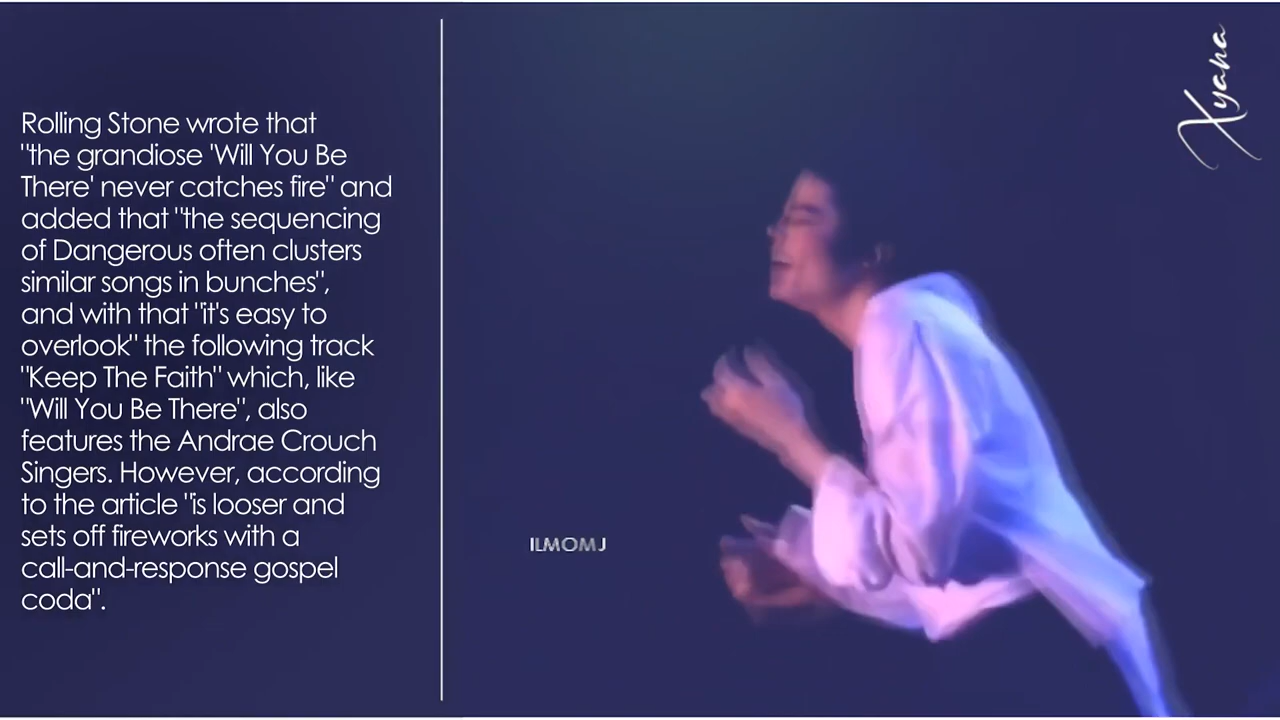 Rolling Stone wrote that
"the grandiose 'Will You Be
There' never catches fire" and
added that "the sequencing
of Dangerous often clusters
similar songs in bunches",
and with that "it's easy to
overlook" the following track
"Keep The Faith" which, like
"Will You Be There", also
features the Andrae Crouch
Singers. However, according
to the article "is looser and
sets off fireworks with a
call-and-response gospel
coda".
ILMOMJ
Xyana